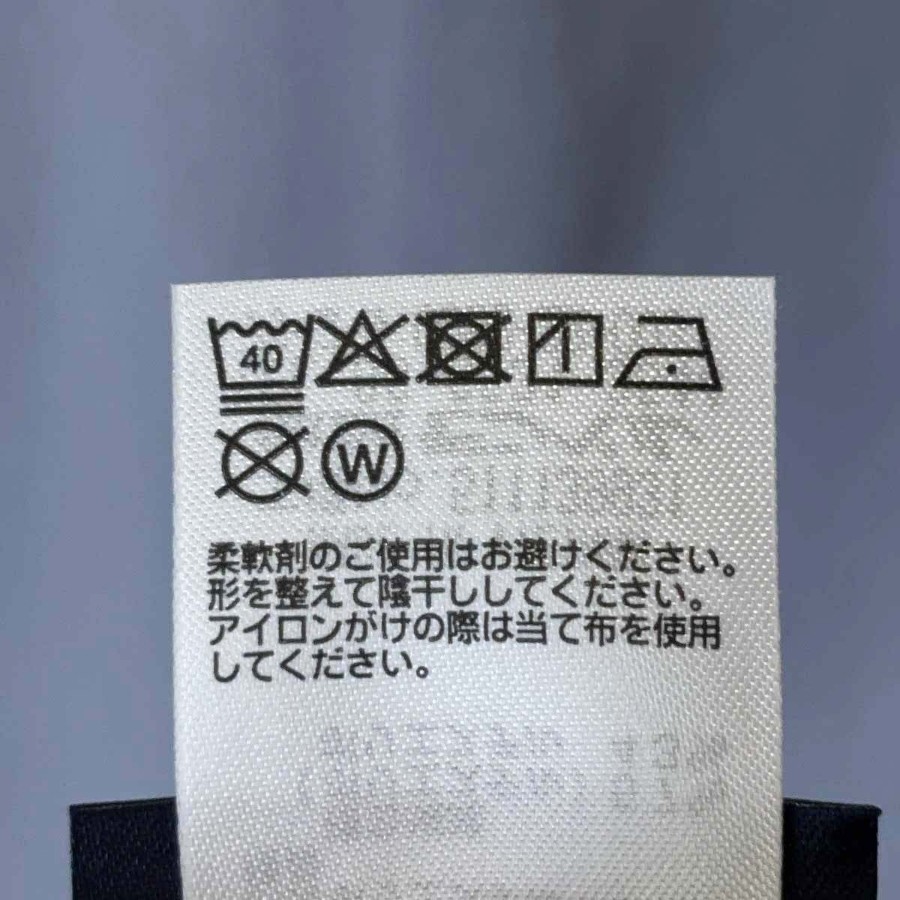 40
W
柔軟剤のご使用はお避けください。
形を整えて陰干ししてください。
アイロンがけの際は当て布を使用
してください。